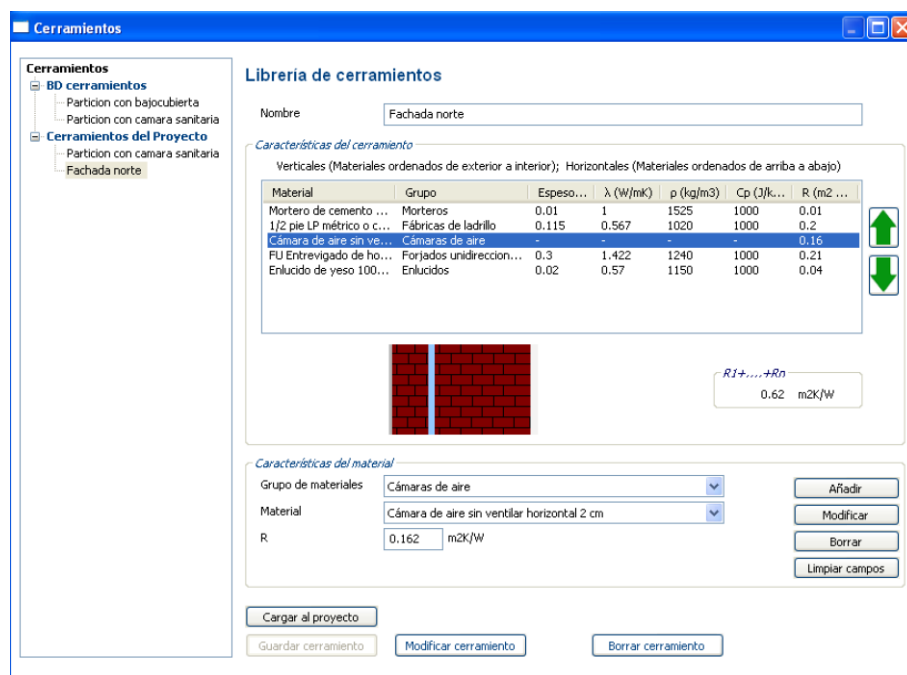 Cerramientos
Cerramientos
BD cerramientos
Particion con bajocubierta
Particion con camara sanitaria
Cerramientos del Proyecto
Particion con camara sanitaria
Fachada norte
Librería de cerramientos
Nombre Fachada norte
Características del cerramiento
Verticales (Materiales ordenados de exterior a interior); Horizontales (Materiales ordenados de arriba a abajo)
Material Grupo Espeso... λ (W/mK) ρ (kg/m3) Cp (J/k... R (m2 ...
Mortero de cemento ... Morteros 0.01 1 1525 1000 0.01
1/2 pie LP métrico o c... Fábricas de ladrillo 0.115 0.567 1020 1000 0.2
Cámara de aire sin ve... Cámaras de aire - - - - 0.16
FU Entrevigado de ho... Forjados unidireccion... 0.3 1.422 1240 1000 0.21
Enlucido de yeso 100... Enlucidos 0.02 0.57 1150 1000 0.04
R1+....+Rn
0.62 m2K/W
Características del material
Grupo de materiales Cámaras de aire
Material Cámara de aire sin ventilar horizontal 2 cm
R 0.162 m2K/W
Añadir
Modificar
Borrar
Limpiar campos
Cargar al proyecto
Guardar cerramiento Modificar cerramiento Borrar cerramiento